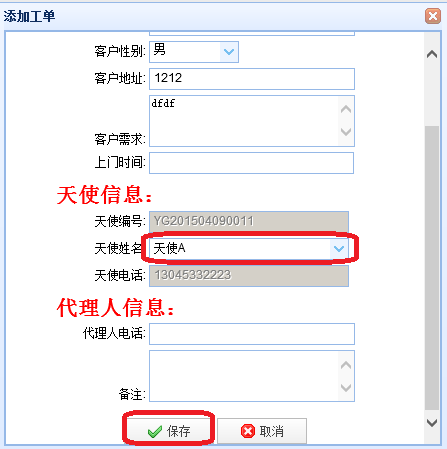 添加工单
客户性别: 男
客户地址: 1212
dfdf
客户需求:
上门时间:
天使信息：
天使编号: YG201504090011
天使姓名 天使A
天使电话: 13045332223
代理人信息：
代理人电话:
备注:
保存 取消